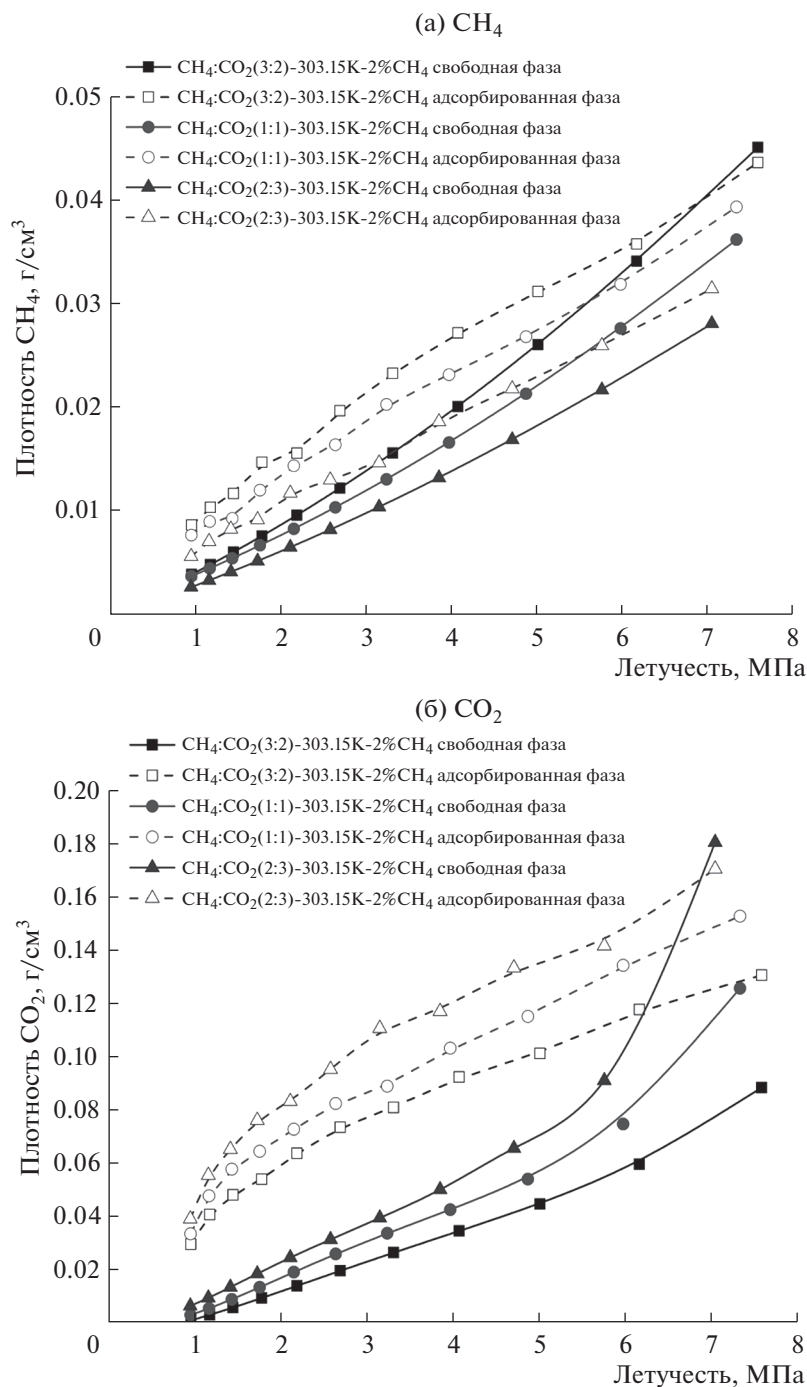 (а) CH4
CH4:CO2(3:2)-303.15K-2%CH4 свободная фаза
CH4:CO2(3:2)-303.15K-2%CH4 адсорбированная фаза
CH4:CO2(1:1)-303.15K-2%CH4 свободная фаза
CH4:CO2(1:1)-303.15K-2%CH4 адсорбированная фаза
CH4:CO2(2:3)-303.15K-2%CH4 свободная фаза
CH4:CO2(2:3)-303.15K-2%CH4 адсорбированная фаза
0.05
0.04
0.03
0.02
0.01
Плотность CH4, г/см3
0 1 2 3 4 5 6 7 8
Летучесть, МПа
(б) CO2
CH4:CO2(3:2)-303.15K-2%CH4 свободная фаза
CH4:CO2(3:2)-303.15K-2%CH4 адсорбированная фаза
CH4:CO2(1:1)-303.15K-2%CH4 свободная фаза
CH4:CO2(1:1)-303.15K-2%CH4 адсорбированная фаза
CH4:CO2(2:3)-303.15K-2%CH4 свободная фаза
CH4:CO2(2:3)-303.15K-2%CH4 адсорбированная фаза
0.20
0.18
0.16
0.14
0.12
0.10
0.08
0.06
0.04
0.02
Плотность CO2, г/см3
0 1 2 3 4 5 6 7 8
Летучесть, МПа